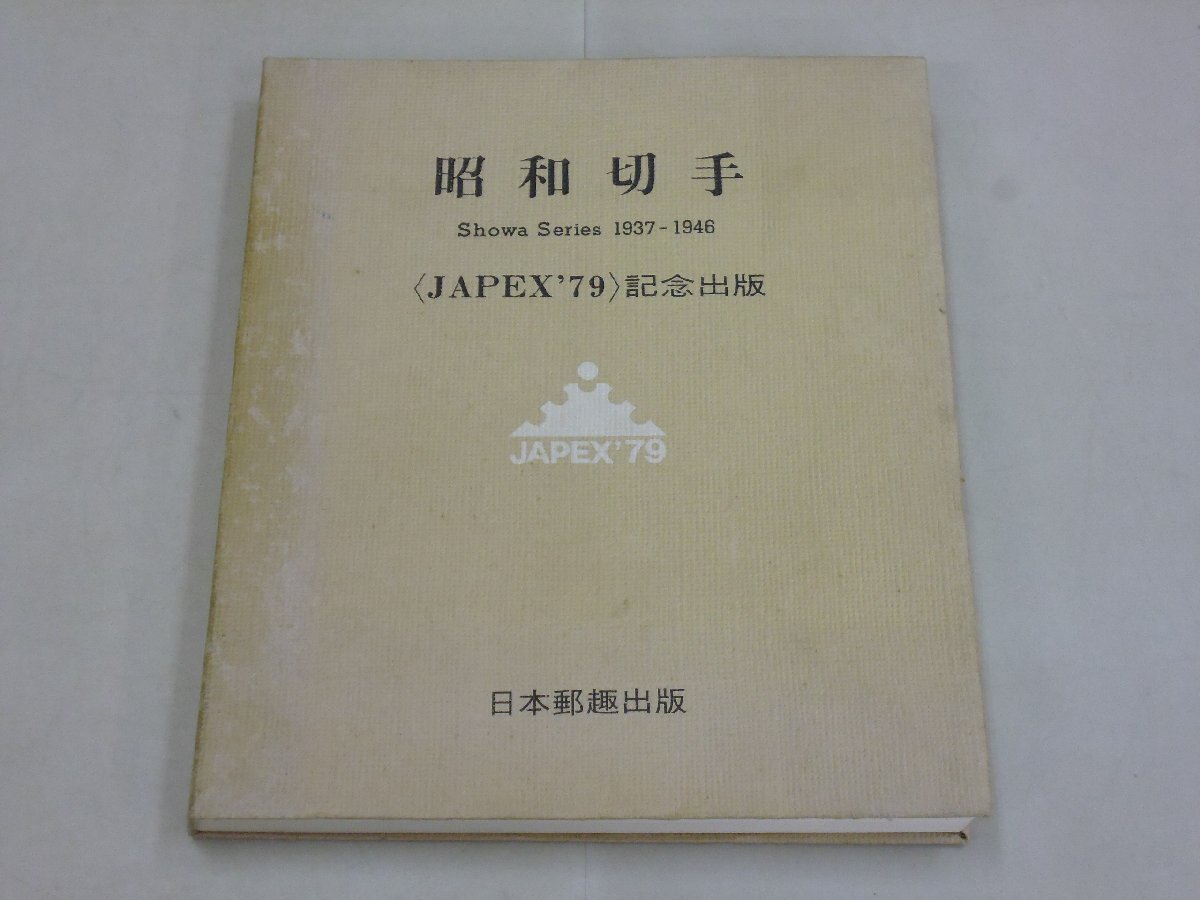 昭和切手
Showa Series 1937-1946
〈JAPEX'79〉記念出版
JAPEX'79
日本郵趣出版